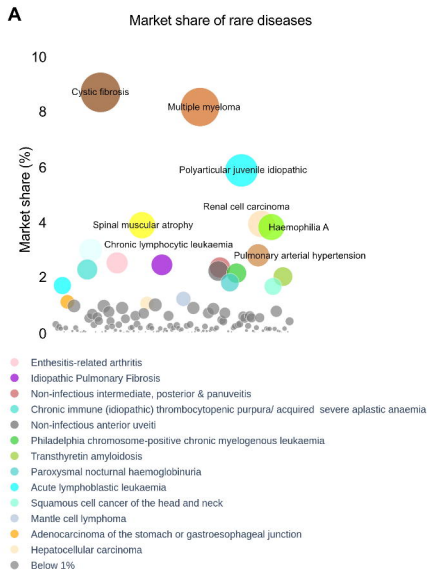 A
Market share of rare diseases
Market share (%)
10
8
6
4
2
0
Cystic fibrosis
Multiple myeloma
Polyarticular juvenile idiopathic
Renal cell carcinoma
Spinal muscular atrophy
Haemophilia A
Chronic lymphocytic leukaemia
Pulmonary arterial hypertension
Enthesitis-related arthritis
Idiopathic Pulmonary Fibrosis
Non-infectious intermediate, posterior & panuveitis
Chronic immune (idiopathic) thrombocytopenic purpura/ acquired severe aplastic anaemia
Non-infectious anterior uveiti
Philadelphia chromosome-positive chronic myelogenous leukaemia
Transthyretin amyloidosis
Paroxysmal nocturnal haemoglobinuria
Acute lymphoblastic leukaemia
Squamous cell cancer of the head and neck
Mantle cell lymphoma
Adenocarcinoma of the stomach or gastroesophageal junction
Hepatocellular carcinoma
Below 1%